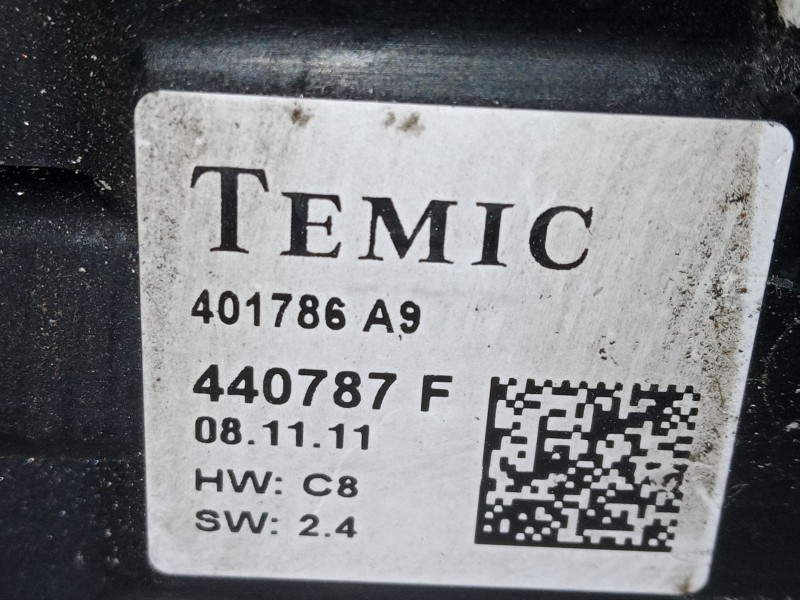 TEMIC
401786 A9
440787 F
08.11.11
HW: C8
SW: 2.4